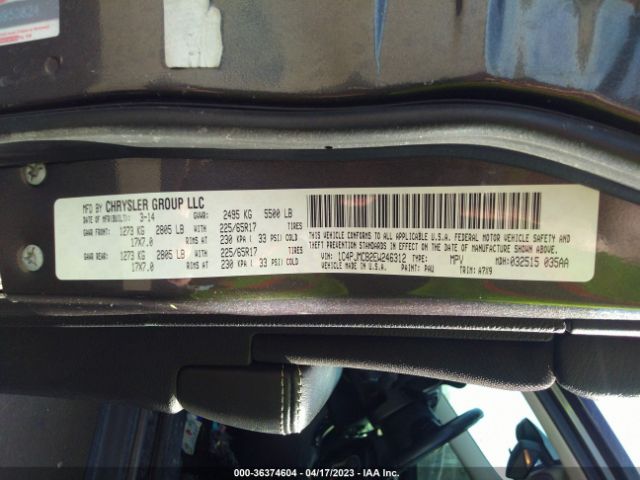 MFD BY CHRYSLER GROUP LLC
DATE OF MFR(BUILT): 3-14 GVWR: 2495 KG 5500 LB
GAWR FRONT: 1273 KG 2805 LB WITH 225/65R17 TIRES
17X7.0 RIMS AT 230 KPA ( 33 PSI) COLD
GAWR REAR: 1273 KG 2805 LB WITH 225/65R17 TIRES
17X7.0 RIMS AT 230 KPA ( 33 PSI) COLD
THIS VEHICLE CONFORMS TO ALL APPLICABLE U.S.A. FEDERAL MOTOR VEHICLE SAFETY AND
THEFT PREVENTION STANDARDS IN EFFECT ON THE DATE OF MANUFACTURE SHOWN ABOVE.
VIN: 1C4PJMCB2EW246312 TYPE: MPV MDH: 032515 035AA
VEHICLE MADE IN U.S.A. PAINT: PAU TRIM: A7X9
000-36374604 - 04/17/2023 - IAA Inc.